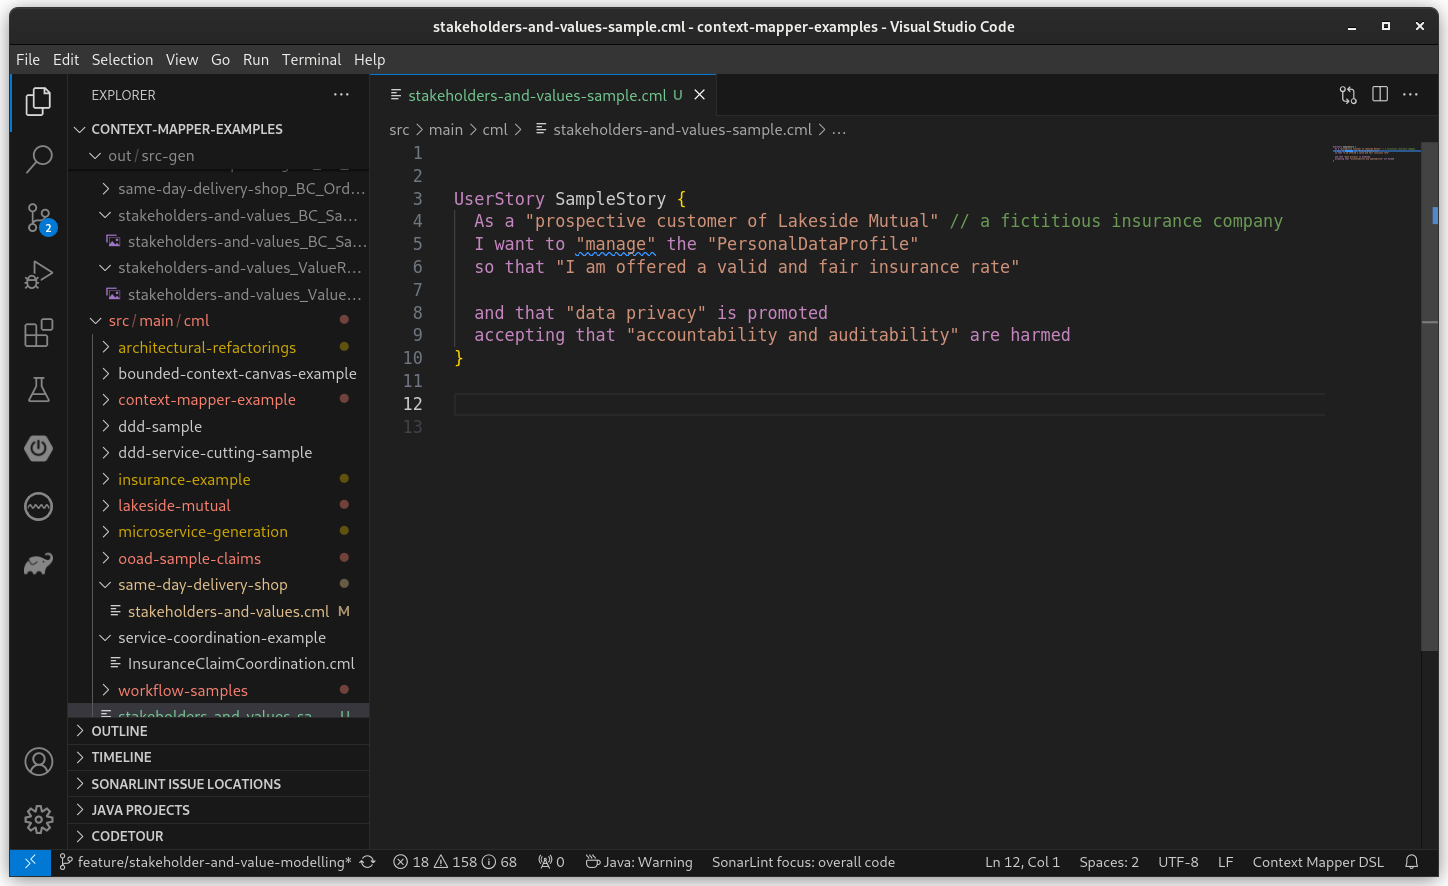 stakeholders-and-values-sample.cml - context-mapper-examples - Visual Studio Code
File Edit Selection View Go Run Terminal Help
EXPLORER
CONTEXT-MAPPER-EXAMPLES
out / src-gen
same-day-delivery-shop_BC_Ord...
stakeholders-and-values_BC_Sa...
stakeholders-and-values_BC_Sa...
stakeholders-and-values_ValueR...
stakeholders-and-values_Value...
src / main / cml
architectural-refactorings
bounded-context-canvas-example
context-mapper-example
ddd-sample
ddd-service-cutting-sample
insurance-example
lakeside-mutual
microservice-generation
ooad-sample-claims
same-day-delivery-shop
stakeholders-and-values.cml M
service-coordination-example
InsuranceClaimCoordination.cml
workflow-samples
stakeholders-and-values-sa... U
OUTLINE
TIMELINE
SONARLINT ISSUE LOCATIONS
JAVA PROJECTS
CODETOUR
2
stakeholders-and-values-sample.cml U
src > main > cml > stakeholders-and-values-sample.cml > ...
1
2
3 UserStory SampleStory {
4 As a "prospective customer of Lakeside Mutual" // a fictitious insurance company
5 I want to "manage" the "PersonalDataProfile"
6 so that "I am offered a valid and fair insurance rate"
7
8 and that "data privacy" is promoted
9 accepting that "accountability and auditability" are harmed
10 }
11
12
13
feature/stakeholder-and-value-modelling* 18 158 68 0 Java: Warning SonarLint focus: overall code Ln 12, Col 1 Spaces: 2 UTF-8 LF Context Mapper DSL